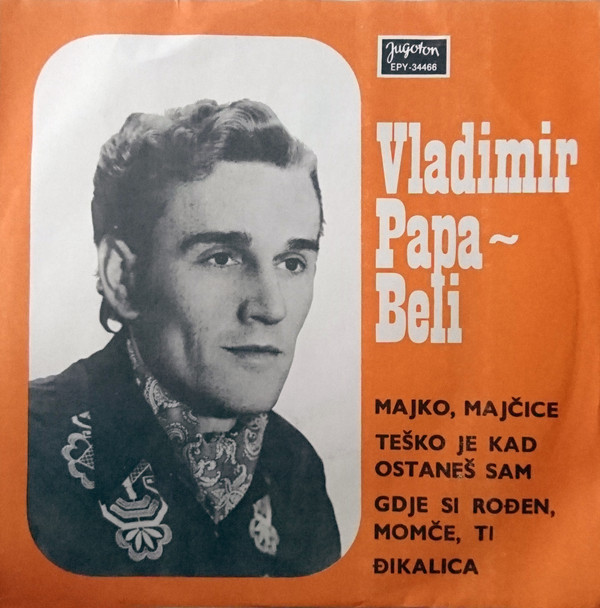 Jugoton
EPY-34466
Vladimir
Papa~
Beli
MAJKO, MAJČICE
TEŠKO JE KAD
OSTANEŠ SAM
GDJE SI ROĐEN,
MOMČE, TI
ĐIKALICA